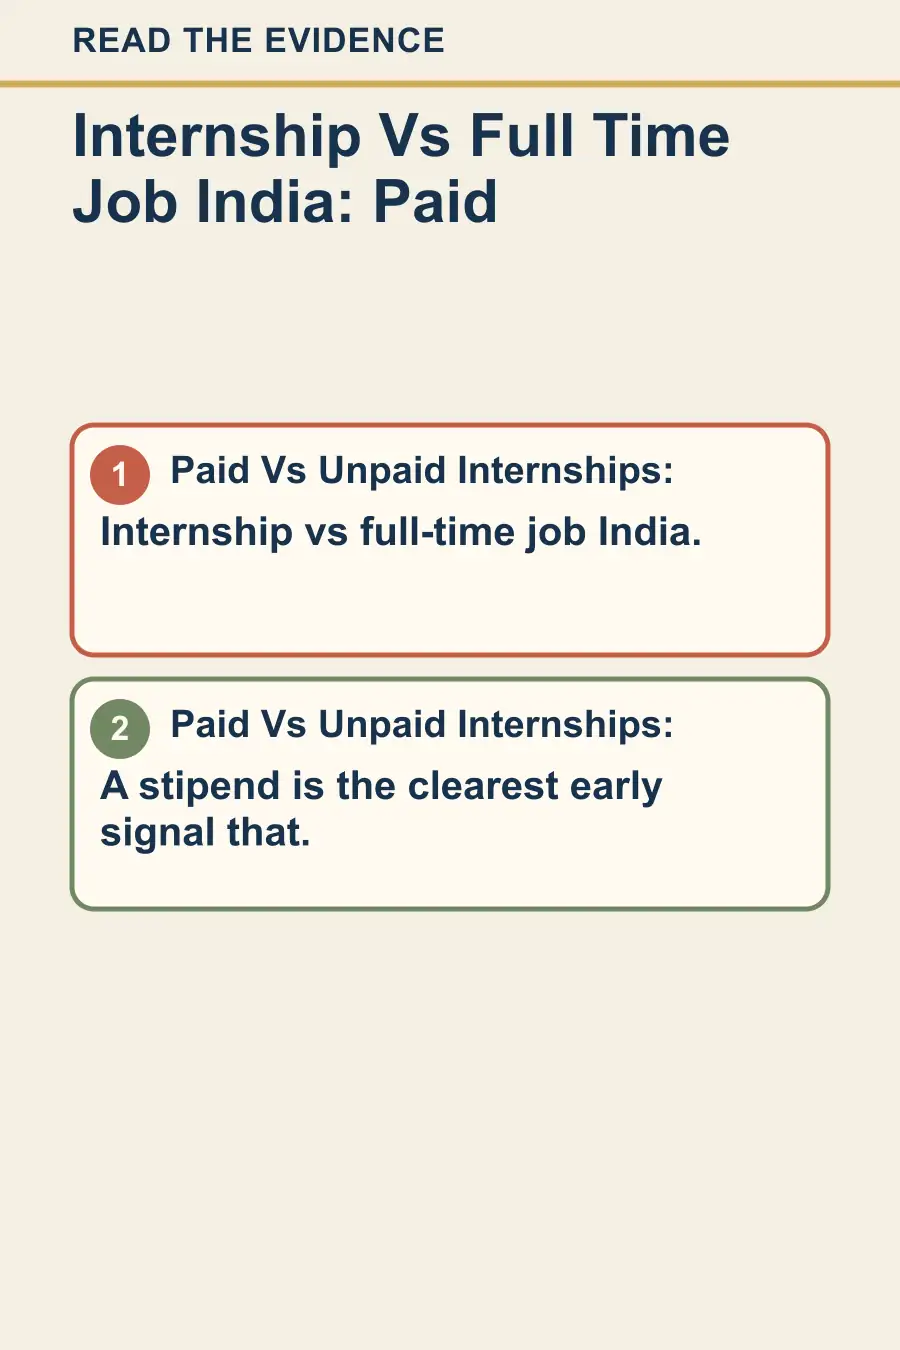 READ THE EVIDENCE
Internship Vs Full Time
Job India: Paid
1 Paid Vs Unpaid Internships:
Internship vs full-time job India.
2 Paid Vs Unpaid Internships:
A stipend is the clearest early
signal that.